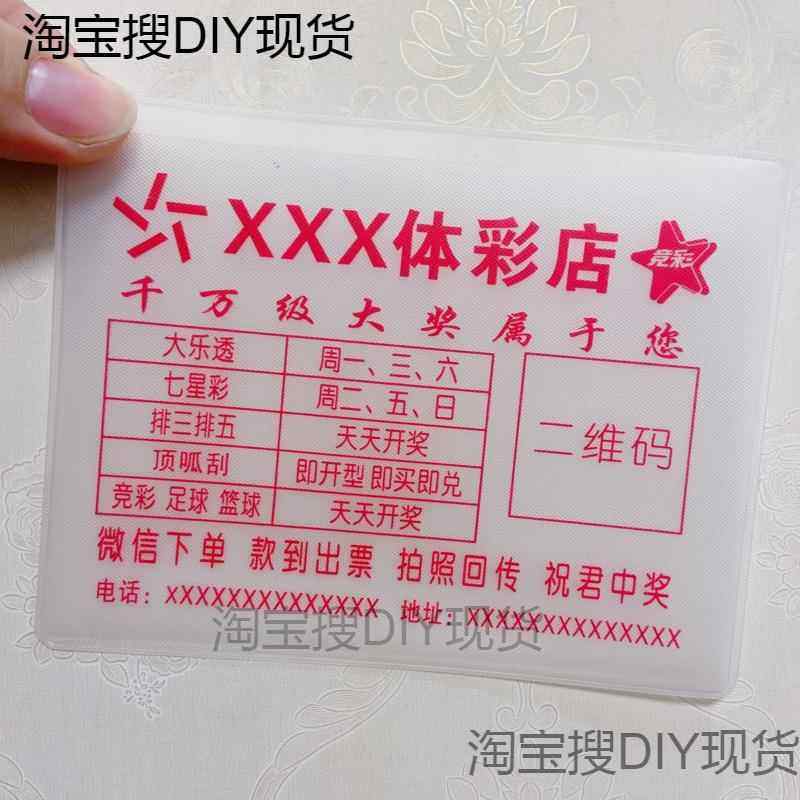 淘宝搜DIY现货
XXX体彩店 竞彩
千万级大奖属于您
大乐透 周一、三、六
七星彩 周二、五、日
排三排五 天天开奖
顶呱刮 即开型 即买即兑
竞彩 足球 篮球 天天开奖
二维码
微信下单 款到出票 拍照回传 祝君中奖
电话：XXXXXXXXXXXXXX 地址：XXXXXXXXXXXXXX
淘宝搜DIY现货
淘宝搜DIY现货